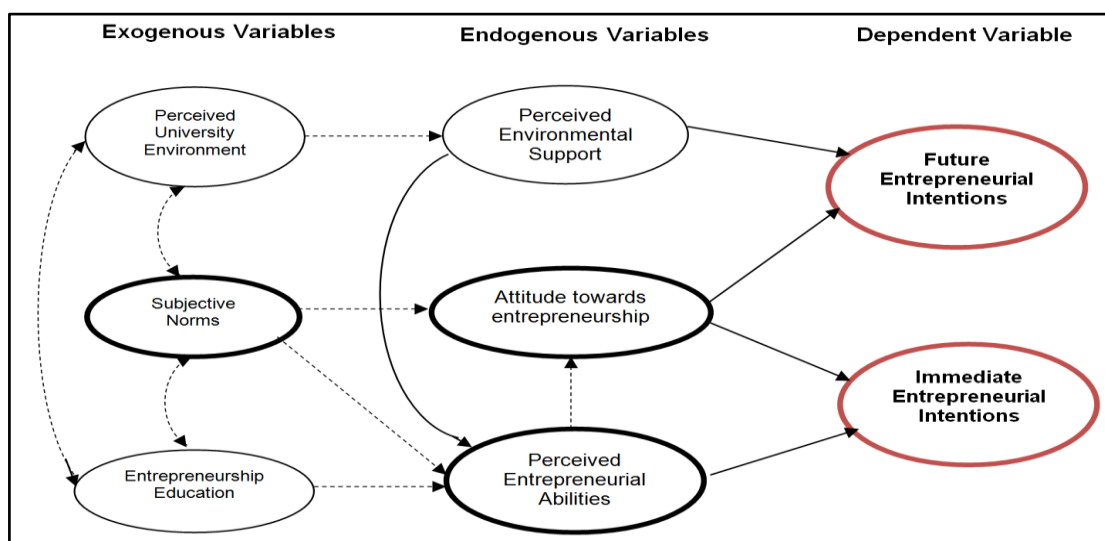 Exogenous Variables
Endogenous Variables
Dependent Variable
Perceived
University
Environment
Perceived
Environmental
Support
Future
Entrepreneurial
Intentions
Subjective
Norms
Attitude towards
entrepreneurship
Immediate
Entrepreneurial
Intentions
Entrepreneurship
Education
Perceived
Entrepreneurial
Abilities